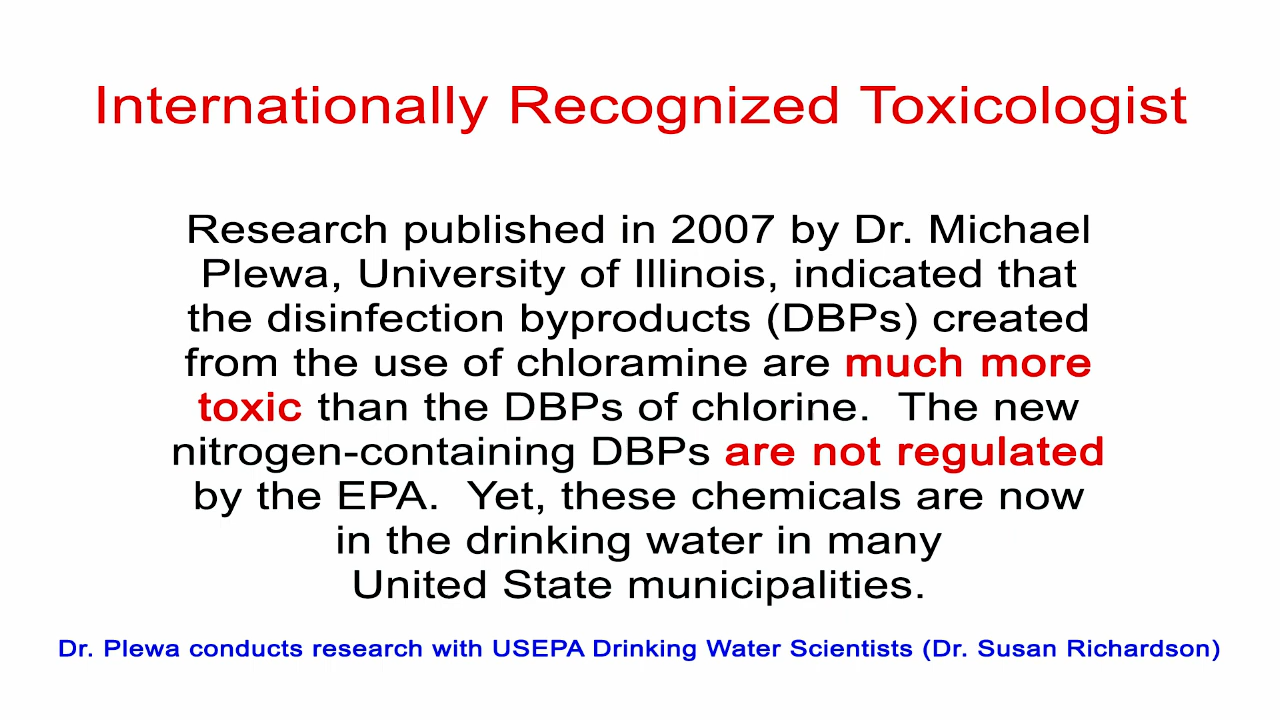 Internationally Recognized Toxicologist
Research published in 2007 by Dr. Michael
Plewa, University of Illinois, indicated that
the disinfection byproducts (DBPs) created
from the use of chloramine are much more
toxic than the DBPs of chlorine. The new
nitrogen-containing DBPs are not regulated
by the EPA. Yet, these chemicals are now
in the drinking water in many
United State municipalities.
Dr. Plewa conducts research with USEPA Drinking Water Scientists (Dr. Susan Richardson)